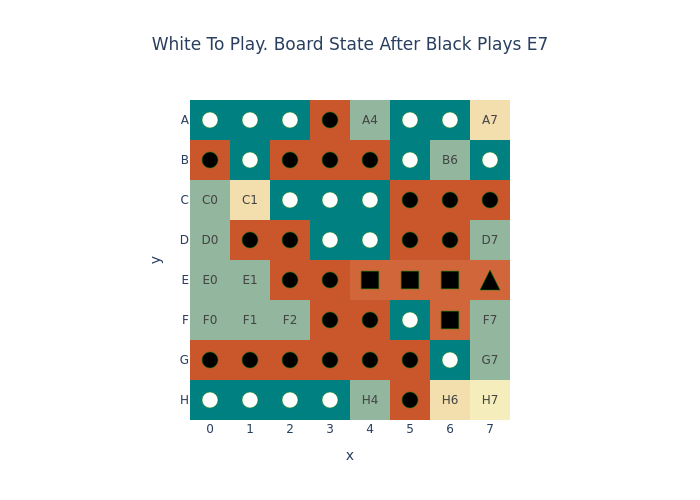 White To Play. Board State After Black Plays E7
A A4 A7
B B6
C C0 C1
D D0 D7
E E0 E1
F F0 F1 F2 F7
G G7
H H4 H6 H7
0 1 2 3 4 5 6 7
x
y